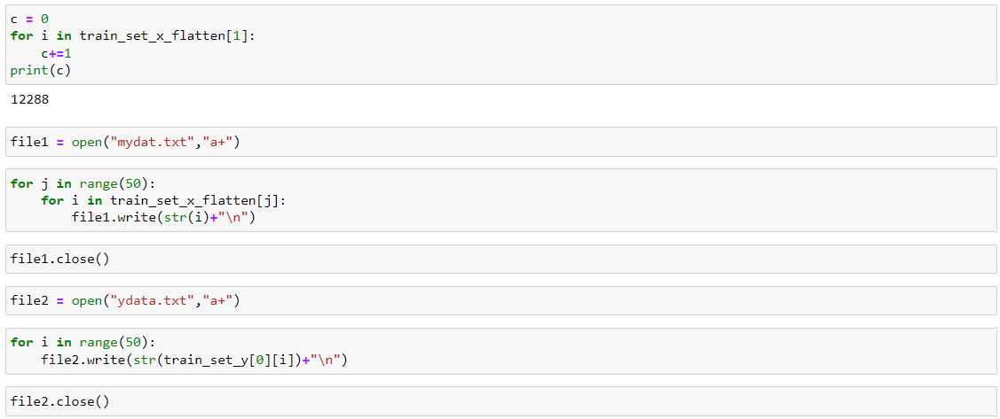 c = 0
for i in train_set_x_flatten[1]:
    c+=1
print(c)
12288
file1 = open("mydat.txt","a+")
for j in range(50):
    for i in train_set_x_flatten[j]:
        file1.write(str(i)+"\n")
file1.close()
file2 = open("ydata.txt","a+")
for i in range(50):
    file2.write(str(train_set_y[0][i])+"\n")
file2.close()